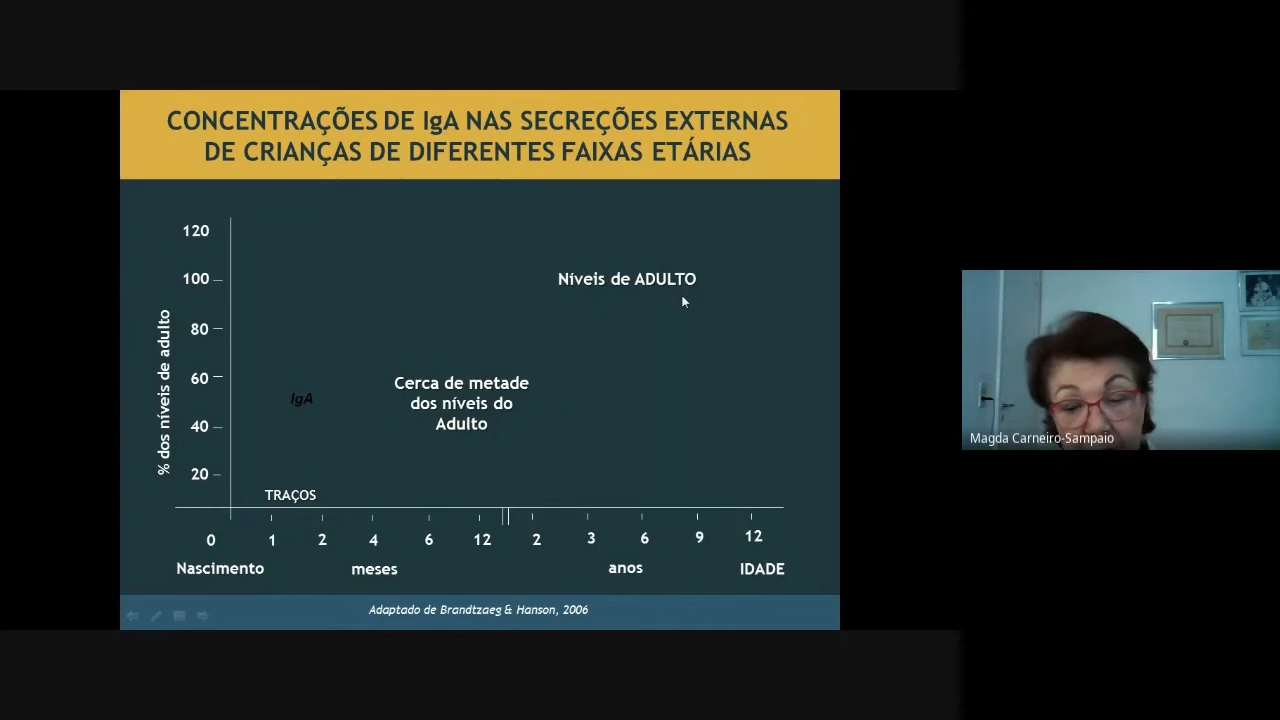 CONCENTRAÇÕES DE IgA NAS SECREÇÕES EXTERNAS
DE CRIANÇAS DE DIFERENTES FAIXAS ETÁRIAS
% dos níveis de adulto
120
100
80
60
40
20
Níveis de ADULTO
Cerca de metade
dos níveis do
Adulto
IgA
TRAÇOS
0 1 2 4 6 12 2 3 6 9 12
Nascimento meses anos IDADE
Adaptado de Brandtzaeg & Hanson, 2006
Magda Carneiro-Sampaio